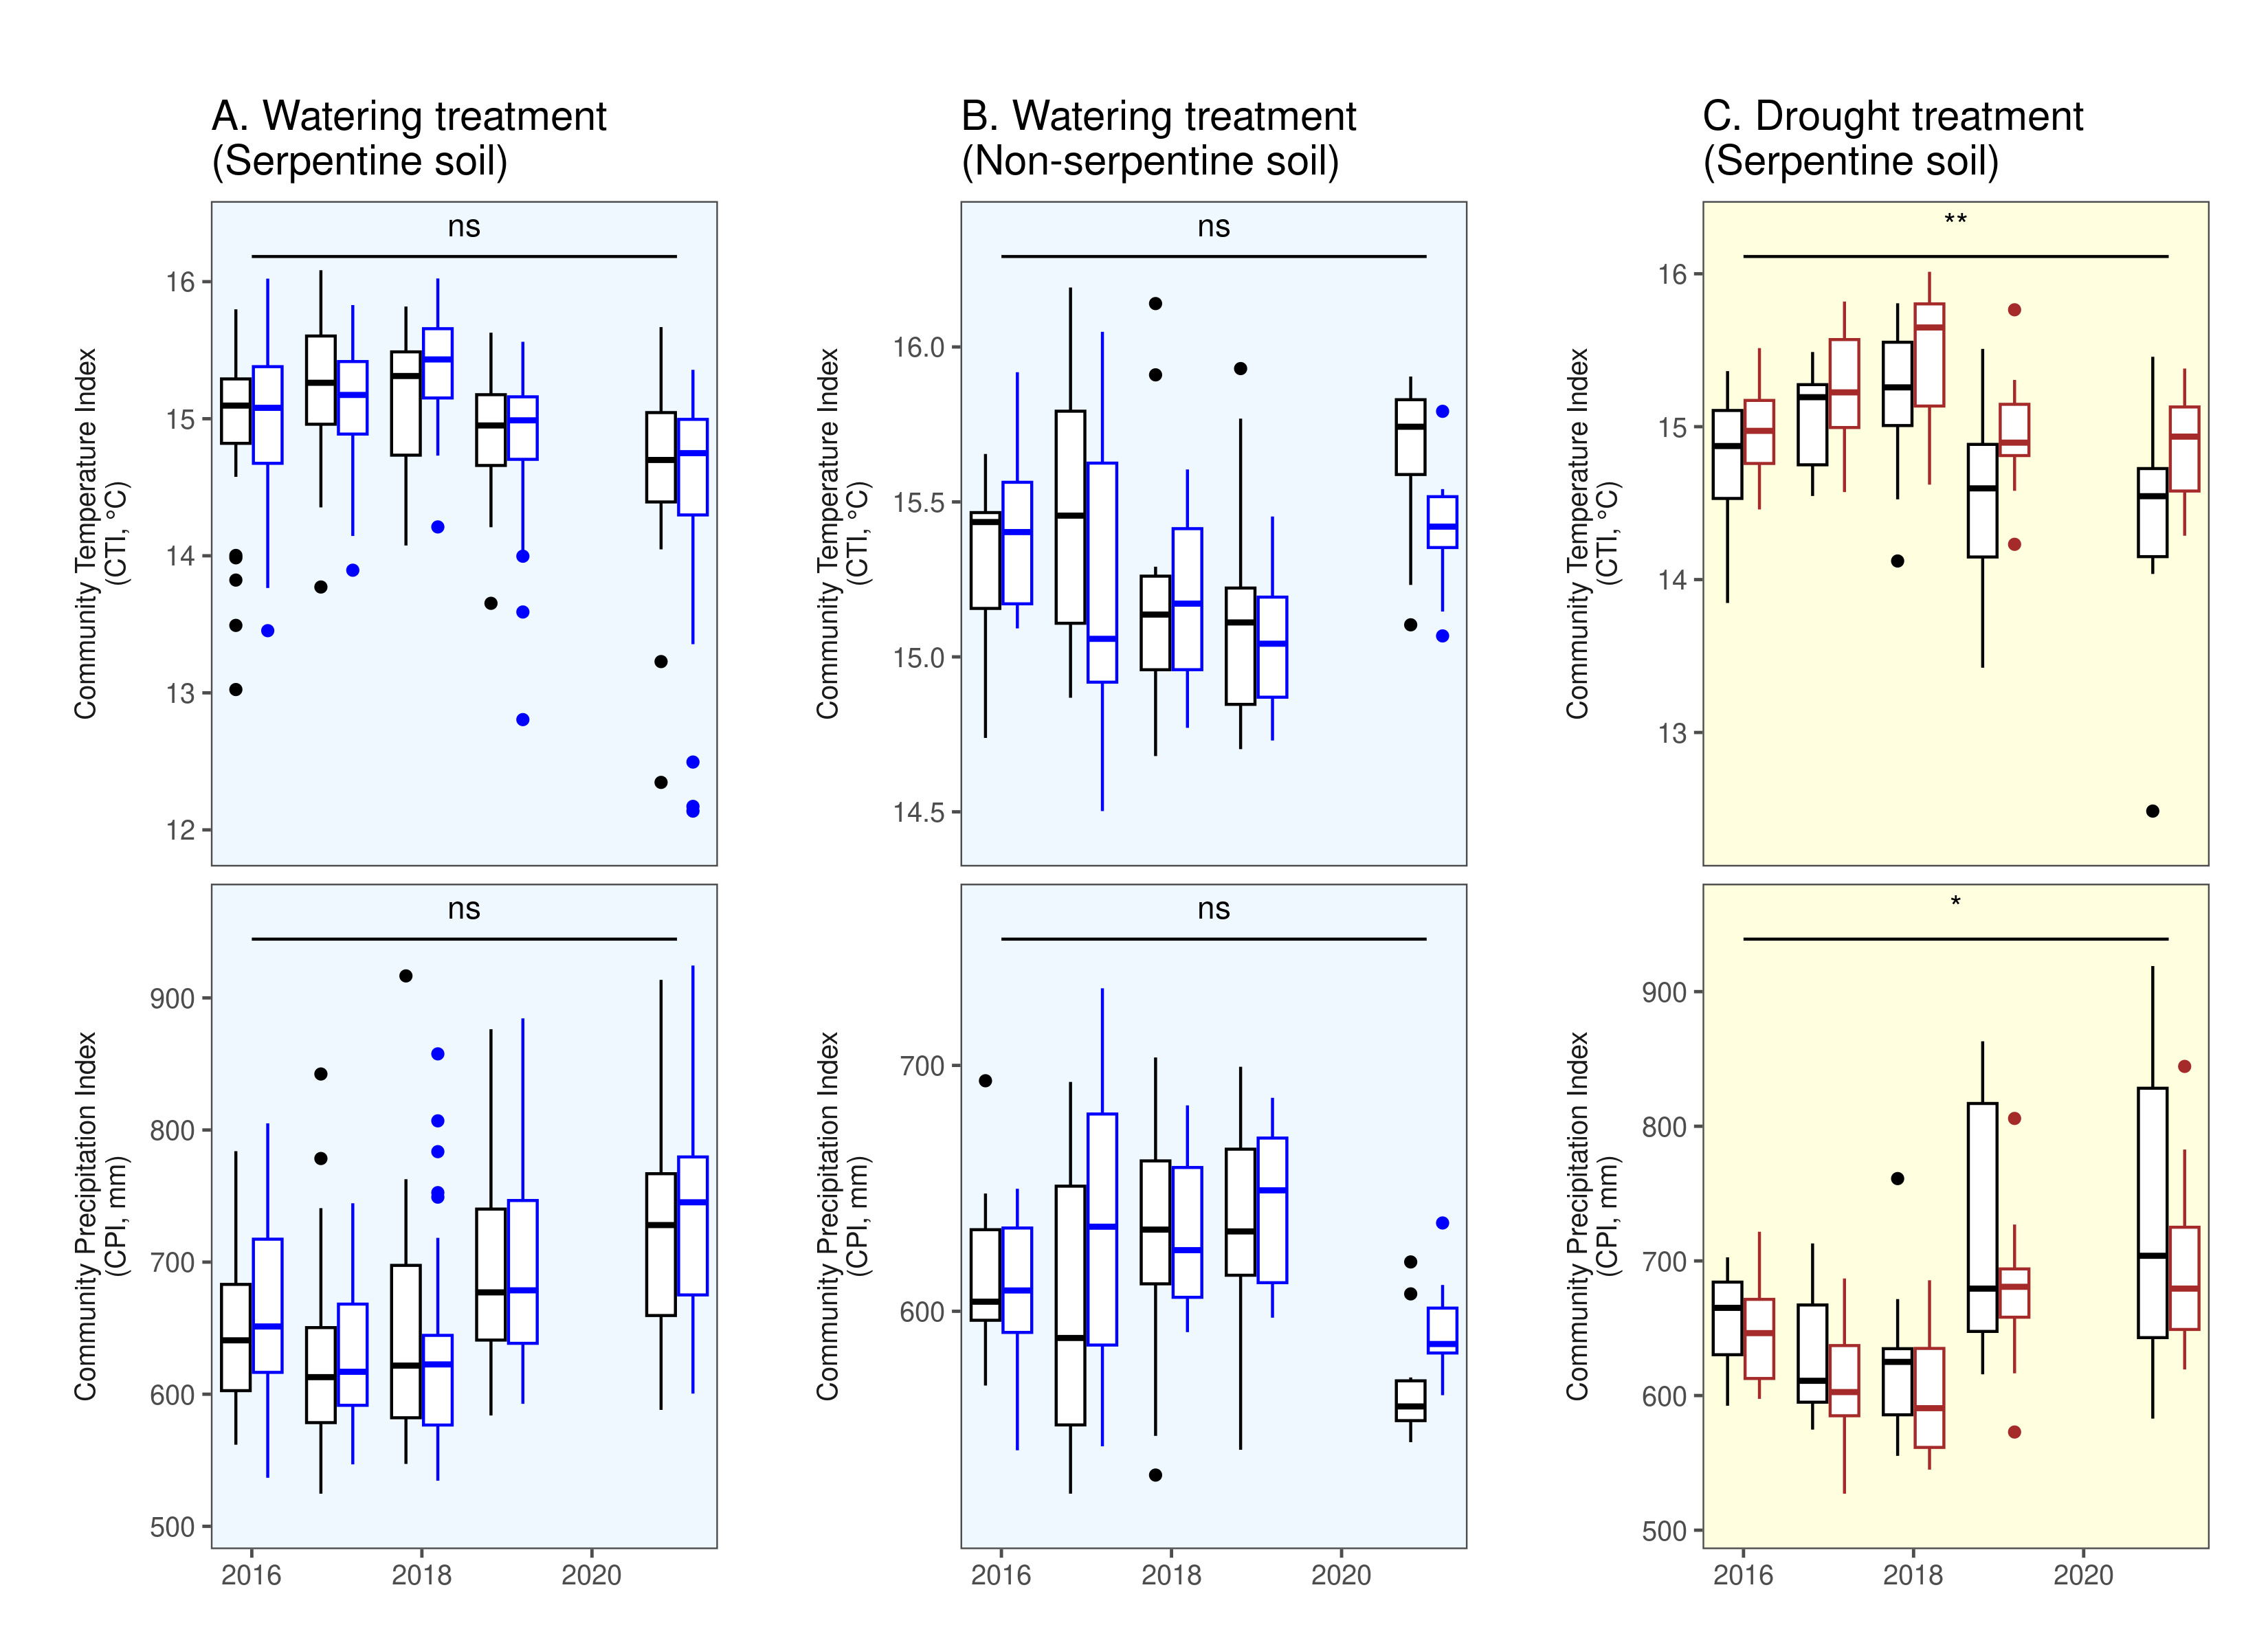 A. Watering treatment
(Serpentine soil)
B. Watering treatment
(Non-serpentine soil)
C. Drought treatment
(Serpentine soil)
Community Temperature Index
(CTI, °C)
16
15
14
13
12
ns
Community Temperature Index
(CTI, °C)
16.0
15.5
15.0
14.5
ns
Community Temperature Index
(CTI, °C)
16
15
14
13
**
Community Precipitation Index
(CPI, mm)
900
800
700
600
500
ns
2016 2018 2020
Community Precipitation Index
(CPI, mm)
700
600
ns
2016 2018 2020
Community Precipitation Index
(CPI, mm)
900
800
700
600
500
*
2016 2018 2020